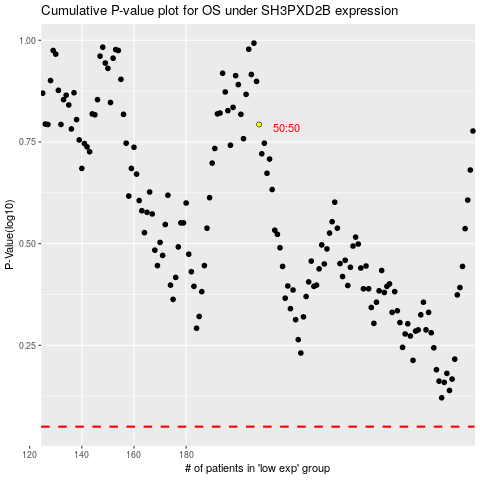 Cumulative P-value plot for OS under SH3PXD2B expression
P-Value(log10)
1.00
0.75
0.50
0.25
50:50
120 140 160 180
# of patients in 'low exp' group